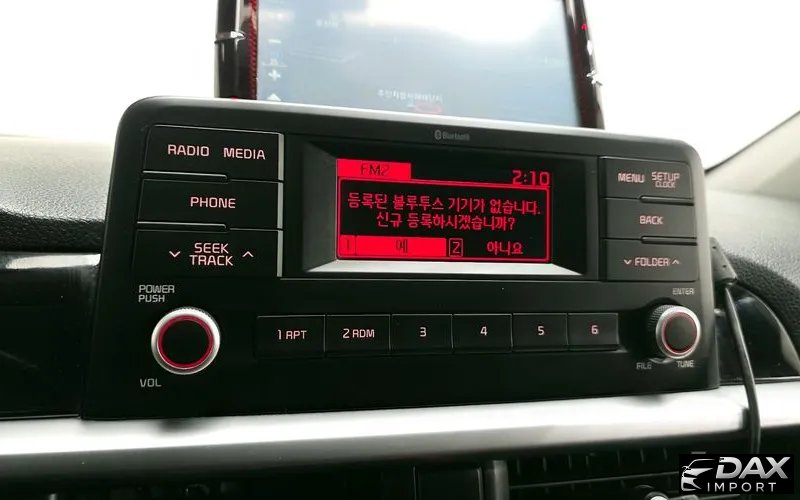 Bluetooth
RADIO MEDIA
PHONE
SEEK
TRACK
POWER
PUSH
VOL
FM2 2:10
등록된 블루투스 기기가 없습니다.
신규 등록하시겠습니까?
1 예 2 아니요
MENU SETUP
CLOCK
BACK
FOLDER
ENTER
FILE TUNE
1 RPT 2 RDM 3 4 5 6
DAX
IMPORT